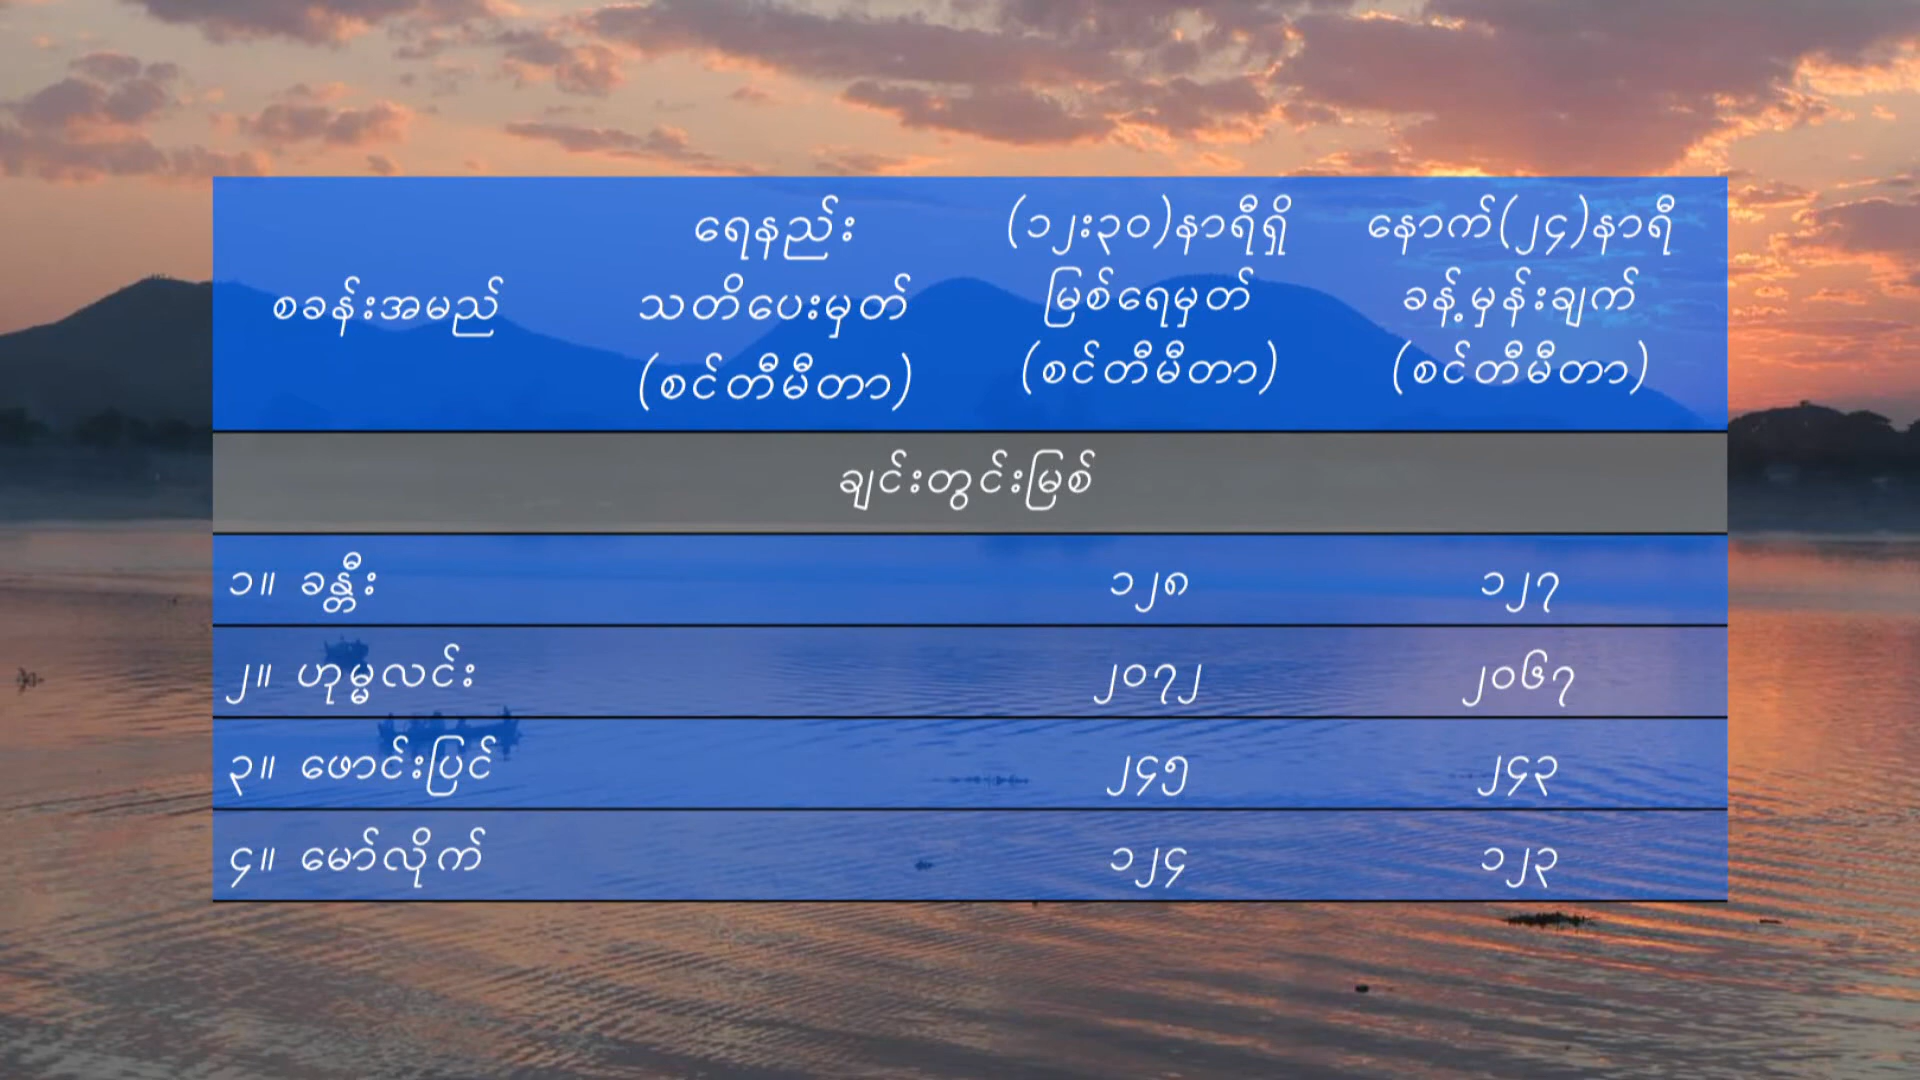 စခန်းအမည်
ရေနည်း
သတိပေးမှတ်
(စင်တီမီတာ)
(၁၂း၃၀)နာရီရှိ
မြစ်ရေမှတ်
(စင်တီမီတာ)
နောက်(၂၄)နာရီ
ခန့်မှန်းချက်
(စင်တီမီတာ)
ချင်းတွင်းမြစ်
၁။ ခန္တီး ၁၂၈ ၁၂၇
၂။ ဟုမ္မလင်း ၂၀၇၂ ၂၀၆၇
၃။ ဖောင်းပြင် ၂၄၅ ၂၄၃
၄။ မော်လိုက် ၁၂၄ ၁၂၃